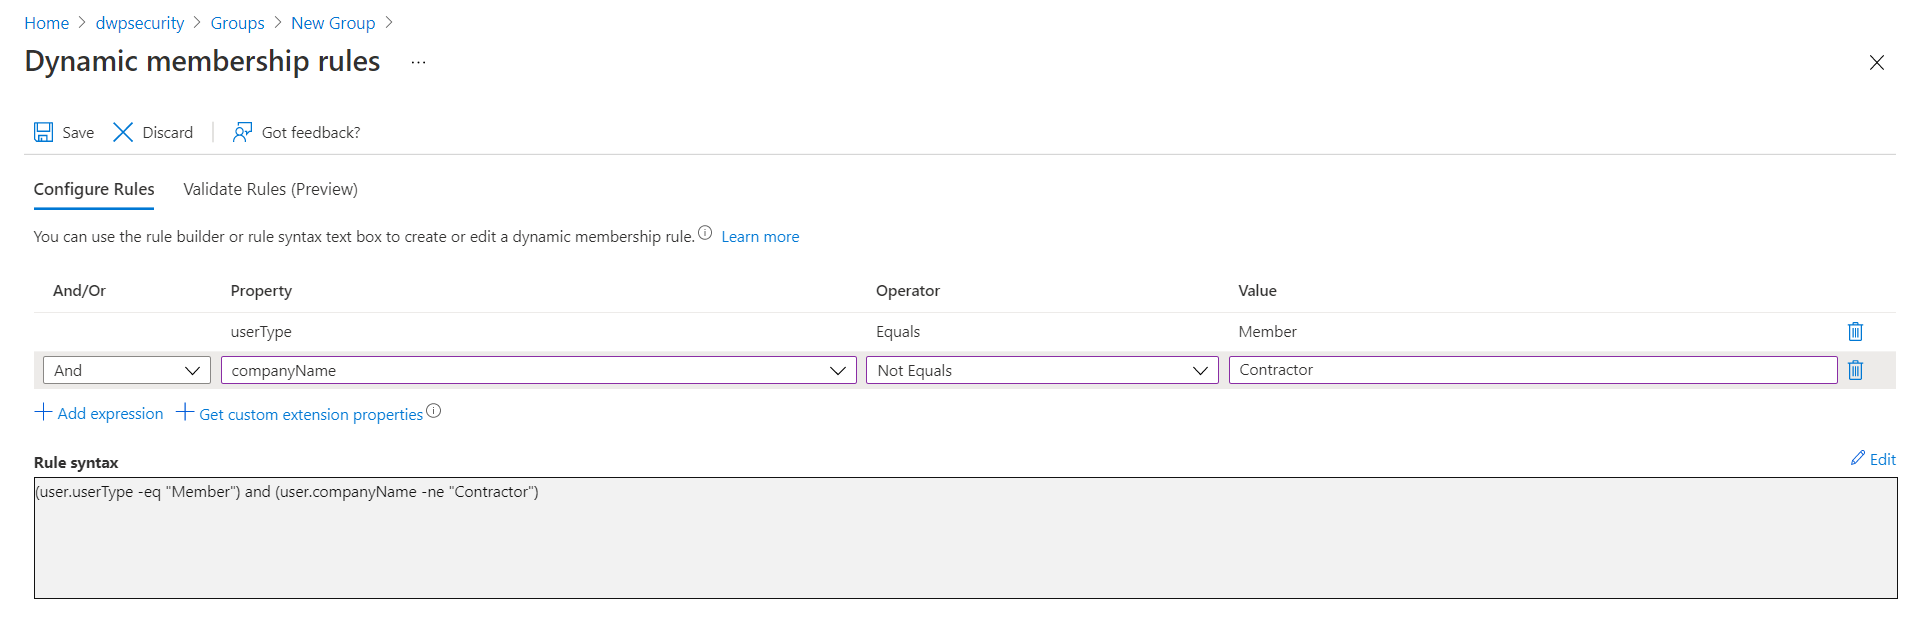 Home > dwpsecurity > Groups > New Group >
Dynamic membership rules ...
Save Discard Got feedback?
Configure Rules Validate Rules (Preview)
You can use the rule builder or rule syntax text box to create or edit a dynamic membership rule. Learn more
And/Or Property Operator Value
userType Equals Member
And companyName Not Equals Contractor
+ Add expression + Get custom extension properties
Rule syntax Edit
(user.userType -eq "Member") and (user.companyName -ne "Contractor")